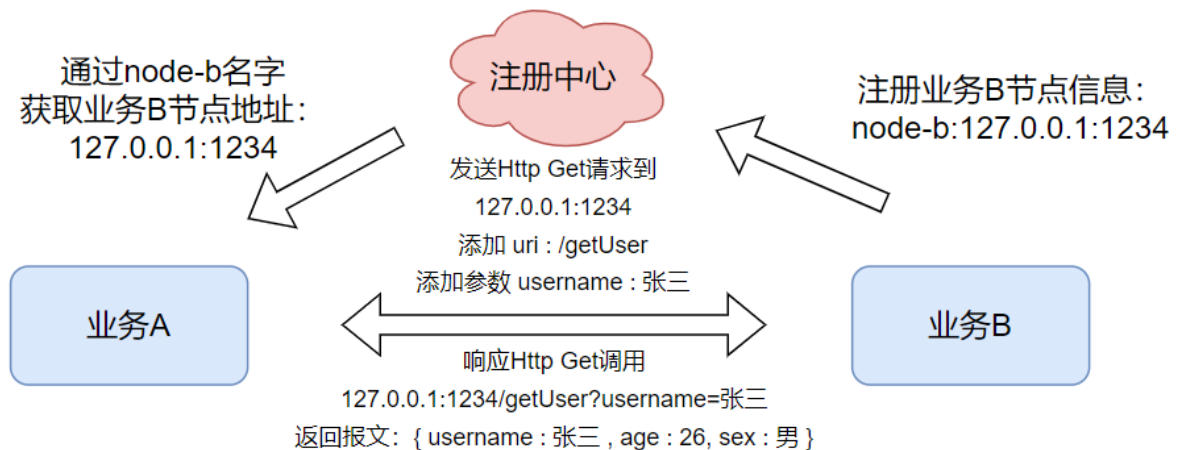 注册中心
通过node-b名字
获取业务B节点地址：
127.0.0.1:1234
注册业务B节点信息：
node-b:127.0.0.1:1234
发送Http Get请求到
127.0.0.1:1234
添加 uri : /getUser
添加参数 username : 张三
业务A
业务B
响应Http Get调用
127.0.0.1:1234/getUser?username=张三
返回报文：{ username : 张三 , age : 26, sex : 男 }